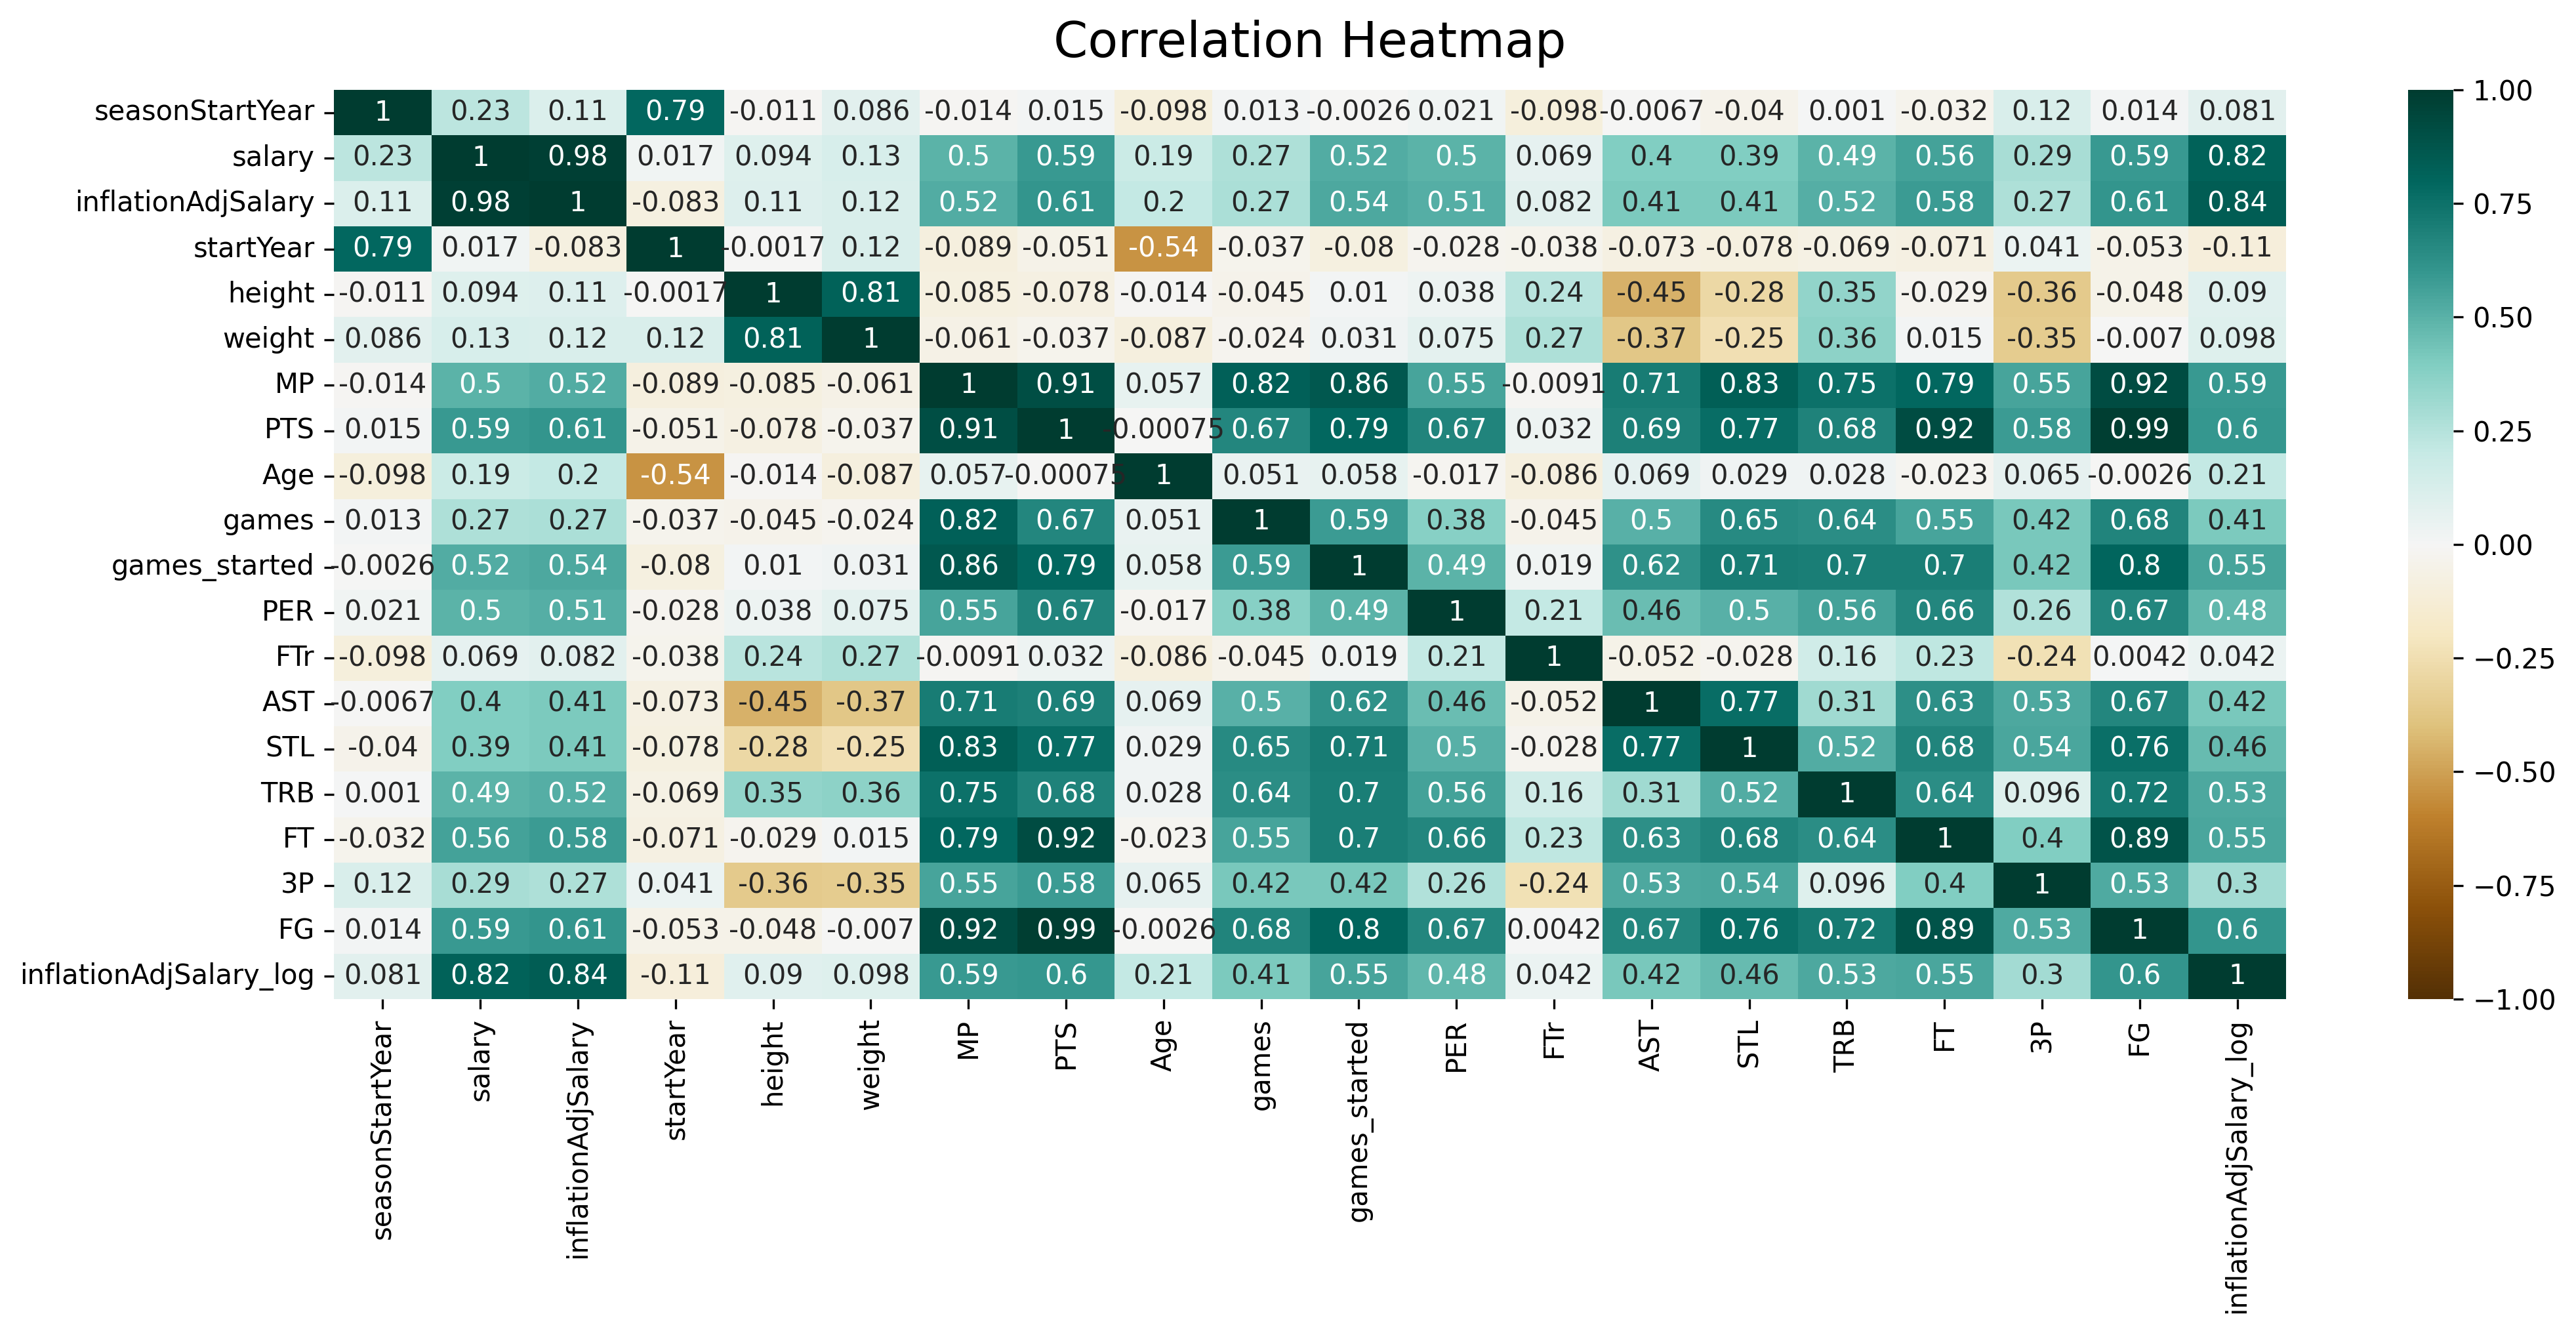 Correlation Heatmap
seasonStartYear 1 0.23 0.11 0.79 -0.011 0.086 -0.014 0.015 -0.098 0.013 -0.0026 0.021 -0.098 -0.0067 -0.04 0.001 -0.032 0.12 0.014 0.081
salary 0.23 1 0.98 0.017 0.094 0.13 0.5 0.59 0.19 0.27 0.52 0.5 0.069 0.4 0.39 0.49 0.56 0.29 0.59 0.82
inflationAdjSalary 0.11 0.98 1 -0.083 0.11 0.12 0.52 0.61 0.2 0.27 0.54 0.51 0.082 0.41 0.41 0.52 0.58 0.27 0.61 0.84
startYear 0.79 0.017 -0.083 1 -0.0017 0.12 -0.089 -0.051 -0.54 -0.037 -0.08 -0.028 -0.038 -0.073 -0.078 -0.069 -0.071 0.041 -0.053 -0.11
height -0.011 0.094 0.11 -0.0017 1 0.81 -0.085 -0.078 -0.014 -0.045 0.01 0.038 0.24 -0.45 -0.28 0.35 -0.029 -0.36 -0.048 0.09
weight 0.086 0.13 0.12 0.12 0.81 1 -0.061 -0.037 -0.087 -0.024 0.031 0.075 0.27 -0.37 -0.25 0.36 0.015 -0.35 -0.007 0.098
MP -0.014 0.5 0.52 -0.089 -0.085 -0.061 1 0.91 0.057 0.82 0.86 0.55 -0.0091 0.71 0.83 0.75 0.79 0.55 0.92 0.59
PTS 0.015 0.59 0.61 -0.051 -0.078 -0.037 0.91 1 -0.00075 0.67 0.79 0.67 0.032 0.69 0.77 0.68 0.92 0.58 0.99 0.6
Age -0.098 0.19 0.2 -0.54 -0.014 -0.087 0.057 -0.00075 1 0.051 0.058 -0.017 -0.086 0.069 0.029 0.028 -0.023 0.065 -0.0026 0.21
games 0.013 0.27 0.27 -0.037 -0.045 -0.024 0.82 0.67 0.051 1 0.59 0.38 -0.045 0.5 0.65 0.64 0.55 0.42 0.68 0.41
games_started -0.0026 0.52 0.54 -0.08 0.01 0.031 0.86 0.79 0.058 0.59 1 0.49 0.019 0.62 0.71 0.7 0.7 0.42 0.8 0.55
PER 0.021 0.5 0.51 -0.028 0.038 0.075 0.55 0.67 -0.017 0.38 0.49 1 0.21 0.46 0.5 0.56 0.66 0.26 0.67 0.48
FTr -0.098 0.069 0.082 -0.038 0.24 0.27 -0.0091 0.032 -0.086 -0.045 0.019 0.21 1 -0.052 -0.028 0.16 0.23 -0.24 0.0042 0.042
AST -0.0067 0.4 0.41 -0.073 -0.45 -0.37 0.71 0.69 0.069 0.5 0.62 0.46 -0.052 1 0.77 0.31 0.63 0.53 0.67 0.42
STL -0.04 0.39 0.41 -0.078 -0.28 -0.25 0.83 0.77 0.029 0.65 0.71 0.5 -0.028 0.77 1 0.52 0.68 0.54 0.76 0.46
TRB 0.001 0.49 0.52 -0.069 0.35 0.36 0.75 0.68 0.028 0.64 0.7 0.56 0.16 0.31 0.52 1 0.64 0.096 0.72 0.53
FT -0.032 0.56 0.58 -0.071 -0.029 0.015 0.79 0.92 -0.023 0.55 0.7 0.66 0.23 0.63 0.68 0.64 1 0.4 0.89 0.55
3P 0.12 0.29 0.27 0.041 -0.36 -0.35 0.55 0.58 0.065 0.42 0.42 0.26 -0.24 0.53 0.54 0.096 0.4 1 0.53 0.3
FG 0.014 0.59 0.61 -0.053 -0.048 -0.007 0.92 0.99 -0.0026 0.68 0.8 0.67 0.0042 0.67 0.76 0.72 0.89 0.53 1 0.6
inflationAdjSalary_log 0.081 0.82 0.84 -0.11 0.09 0.098 0.59 0.6 0.21 0.41 0.55 0.48 0.042 0.42 0.46 0.53 0.55 0.3 0.6 1
seasonStartYear
salary
inflationAdjSalary
startYear
height
weight
MP
PTS
Age
games
games_started
PER
FTr
AST
STL
TRB
FT
3P
FG
inflationAdjSalary_log
1.00
0.75
0.50
0.25
0.00
−0.25
−0.50
−0.75
−1.00